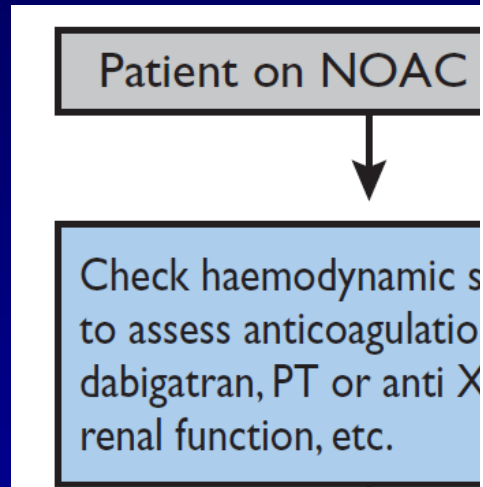 Patient on NOAC
Check haemodynamic s
to assess anticoagulatio
dabigatran, PT or anti X
renal function, etc.